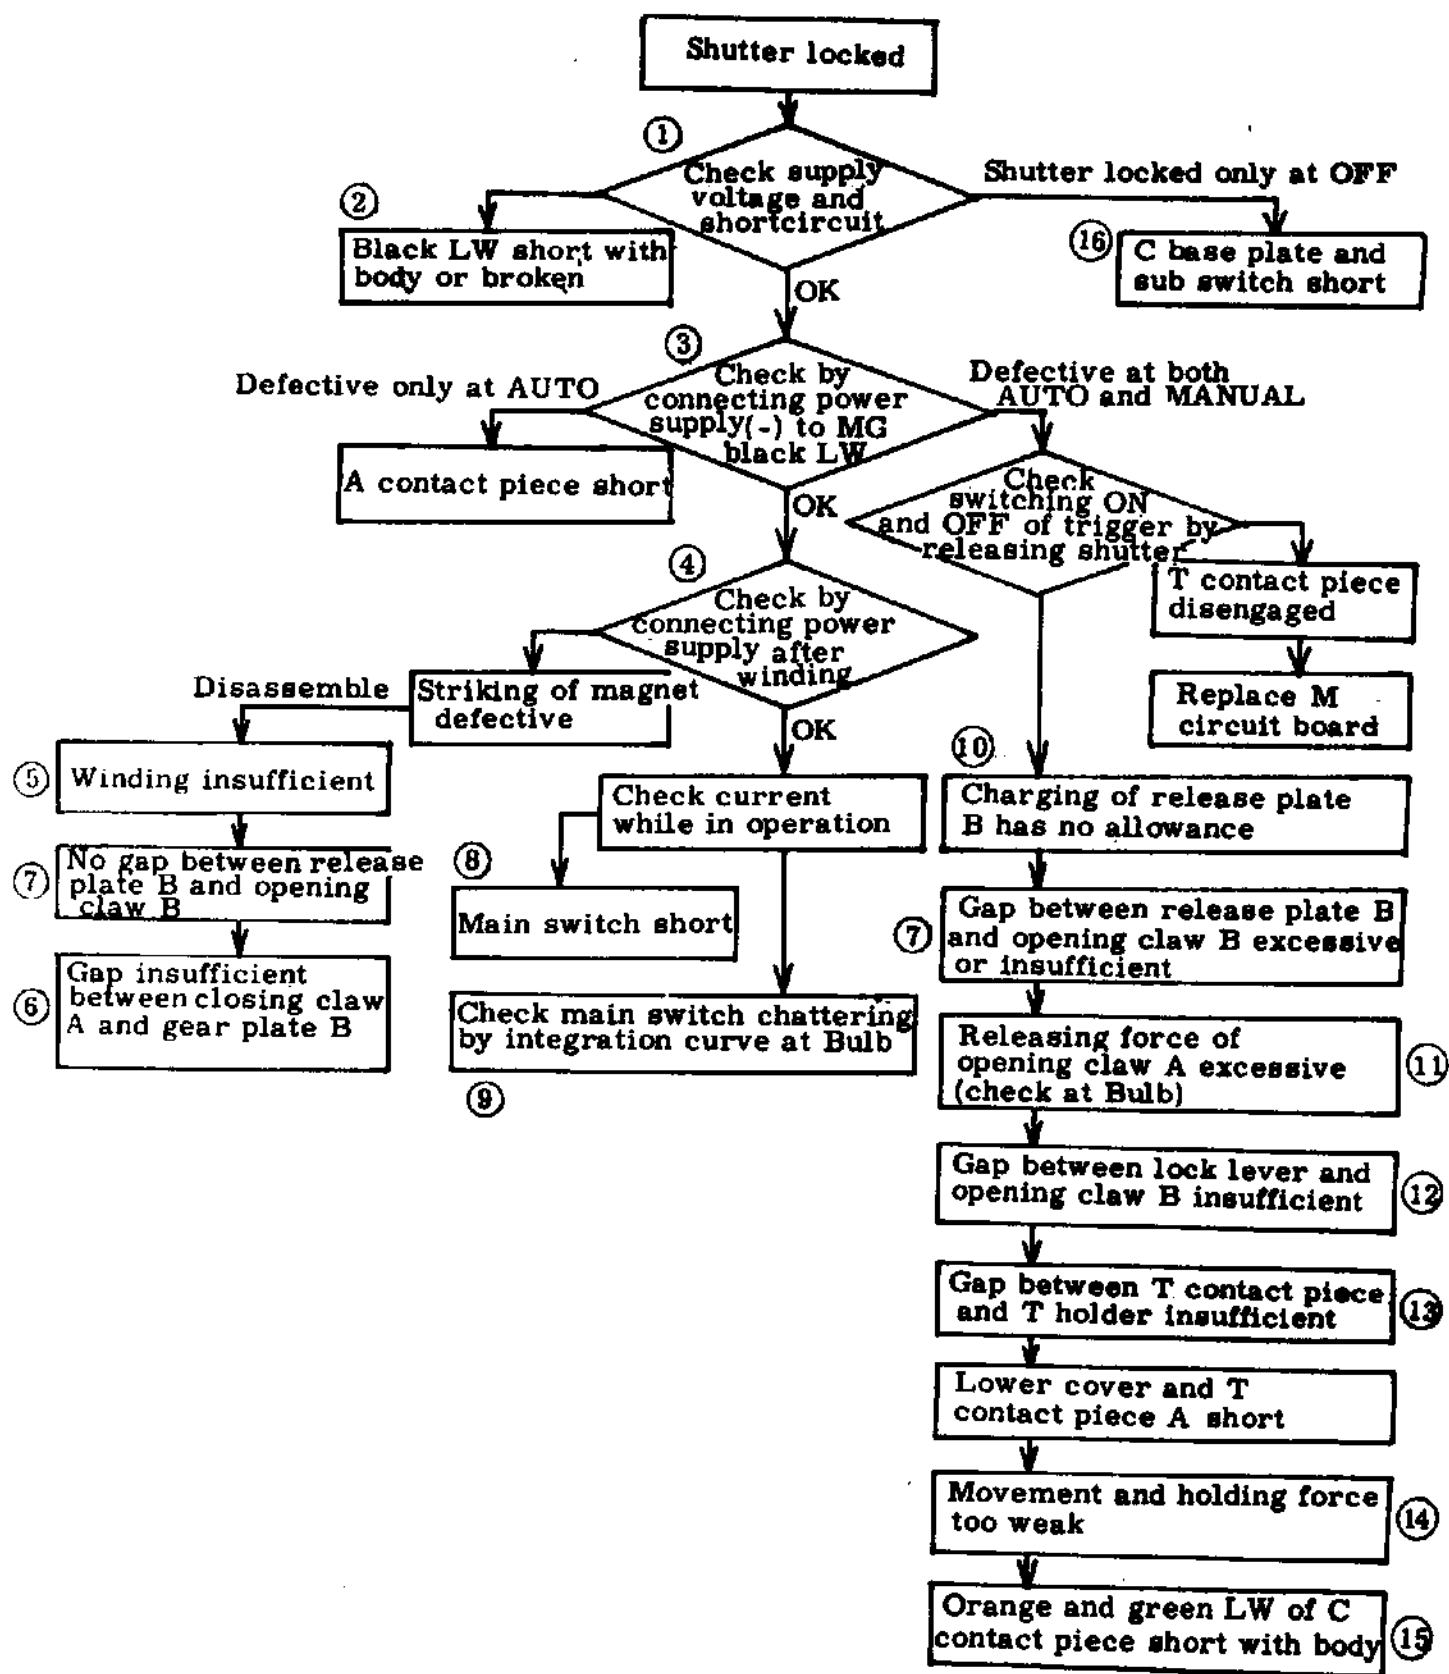 Shutter locked
①
Check supply
voltage and
shortcircuit
Shutter locked only at OFF
②
Black LW short with
body or broken
⑯
C base plate and
sub switch short
OK
③
Defective only at AUTO
Check by
connecting power
supply(-) to MG
black LW
Defective at both
AUTO and MANUAL
A contact piece short
OK
Check
switching ON
and OFF of trigger by
releasing shutter
④
Check by
connecting power
supply after
winding
T contact piece
disengaged
Disassemble
Striking of magnet
defective
Replace M
circuit board
OK
⑤
Winding insufficient
⑦
No gap between release
plate B and opening
claw B
⑥
Gap insufficient
between closing claw
A and gear plate B
Check current
while in operation
⑧
Main switch short
Check main switch chattering
by integration curve at Bulb
⑨
⑩
Charging of release plate
B has no allowance
⑦
Gap between release plate B
and opening claw B excessive
or insufficient
Releasing force of
opening claw A excessive
(check at Bulb)
⑪
Gap between lock lever and
opening claw B insufficient
⑫
Gap between T contact piece
and T holder insufficient
⑬
Lower cover and T
contact piece A short
Movement and holding force
too weak
⑭
Orange and green LW of C
contact piece short with body
⑮